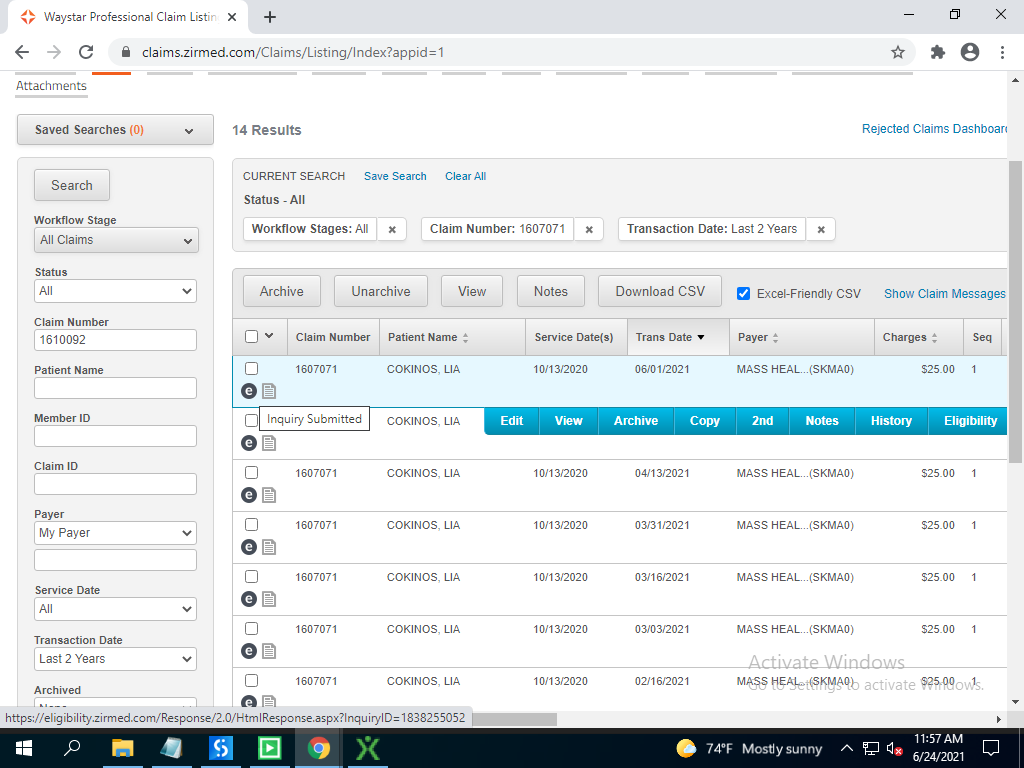 Waystar Professional Claim Listin
claims.zirmed.com/Claims/Listing/Index?appid=1
Attachments
Saved Searches (0)
14 Results
Rejected Claims Dashboar
Search
CURRENT SEARCH Save Search Clear All
Status - All
Workflow Stages: All × Claim Number: 1607071 × Transaction Date: Last 2 Years ×
Workflow Stage
All Claims
Status
All
Claim Number
1610092
Patient Name
Member ID
Claim ID
Payer
My Payer
Service Date
All
Transaction Date
Last 2 Years
Archived
Archive Unarchive View Notes Download CSV Excel-Friendly CSV Show Claim Messages
Claim Number Patient Name Service Date(s) Trans Date Payer Charges Seq
1607071 COKINOS, LIA 10/13/2020 06/01/2021 MASS HEAL...(SKMA0) $25.00 1
e
Inquiry Submitted
COKINOS, LIA
Edit View Archive Copy 2nd Notes History Eligibility
e
1607071 COKINOS, LIA 10/13/2020 04/13/2021 MASS HEAL...(SKMA0) $25.00 1
e
1607071 COKINOS, LIA 10/13/2020 03/31/2021 MASS HEAL...(SKMA0) $25.00 1
e
1607071 COKINOS, LIA 10/13/2020 03/16/2021 MASS HEAL...(SKMA0) $25.00 1
e
1607071 COKINOS, LIA 10/13/2020 03/03/2021 MASS HEAL...(SKMA0) $25.00 1
e
1607071 COKINOS, LIA 10/13/2020 02/16/2021 MASS HEAL...(SKMA0) $25.00 1
e
Activate Windows
Go to Settings to activate Windows.
https://eligibility.zirmed.com/Response/2.0/HtmlResponse.aspx?InquiryID=1838255052
74°F Mostly sunny
11:57 AM
6/24/2021